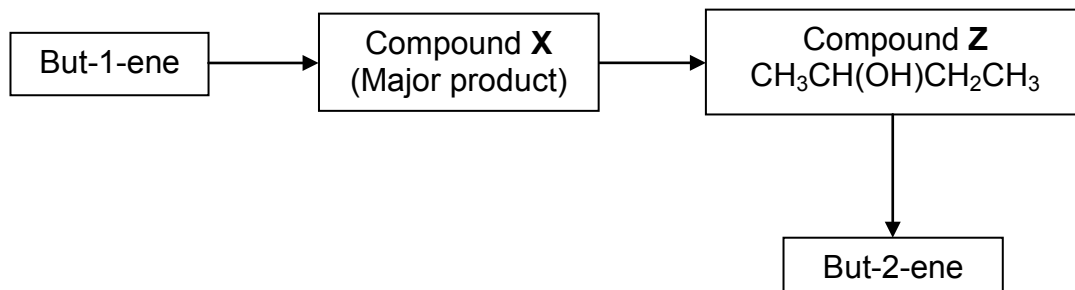 But-1-ene
Compound X
(Major product)
Compound Z
CH₃CH(OH)CH₂CH₃
But-2-ene